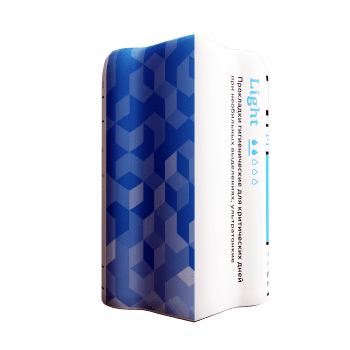 Light
Прокладки гигиенические для критических дней
при необильных выделениях, ультратонкие